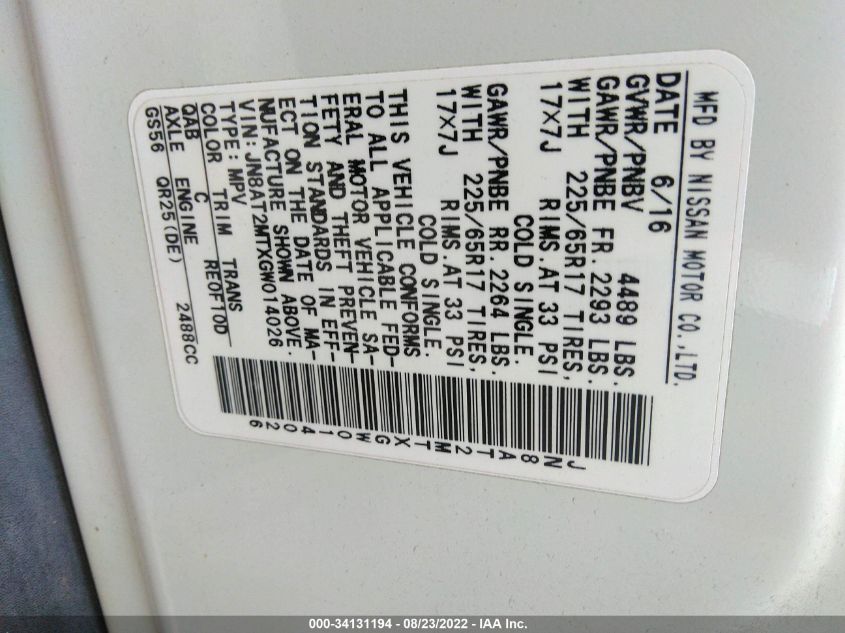 MFD BY NISSAN MOTOR CO.,LTD.
DATE 6/16
GVWR/PNBV 4489 LBS.
GAWR/PNBE FR. 2293 LBS.
WITH 225/65R17 TIRES,
17X7J RIMS.AT 33 PSI
COLD SINGLE.
GAWR/PNBE RR. 2264 LBS.
WITH 225/65R17 TIRES,
17X7J RIMS.AT 33 PSI
COLD SINGLE.
THIS VEHICLE CONFORMS
TO ALL APPLICABLE FED-
ERAL MOTOR VEHICLE SA-
FETY AND THEFT PREVEN-
TION STANDARDS IN EFF-
ECT ON THE DATE OF MA-
NUFACTURE SHOWN ABOVE.
VIN:JN8AT2MTXGW014026
TYPE:MPV
COLOR TRIM TRANS
QAB C RE0F10D
AXLE ENGINE
GS56 QR25(DE) 2488CC
JN8AT2MTXGW014026
000-34131194 - 08/23/2022 - IAA Inc.